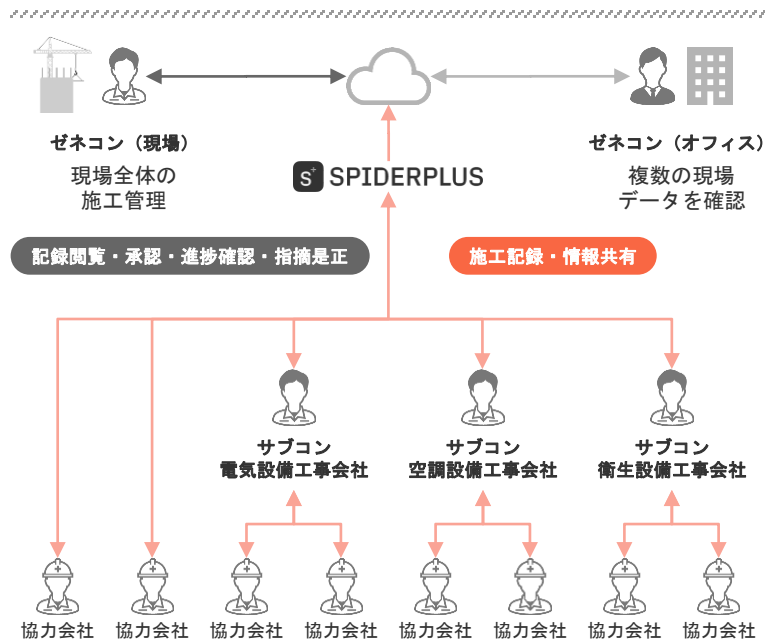 ゼネコン（現場）
現場全体の
施工管理
ゼネコン（オフィス）
複数の現場
データを確認
S+ SPIDERPLUS
記録閲覧・承認・進捗確認・指摘是正
施工記録・情報共有
サブコン
電気設備工事会社
サブコン
空調設備工事会社
サブコン
衛生設備工事会社
協力会社
協力会社
協力会社
協力会社
協力会社
協力会社
協力会社
協力会社